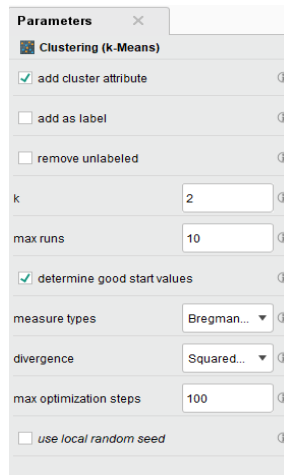 Parameters
Clustering (k-Means)
add cluster attribute
add as label
remove unlabeled
k 2
max runs 10
determine good start values
measure types Bregman...
divergence Squared...
max optimization steps 100
use local random seed